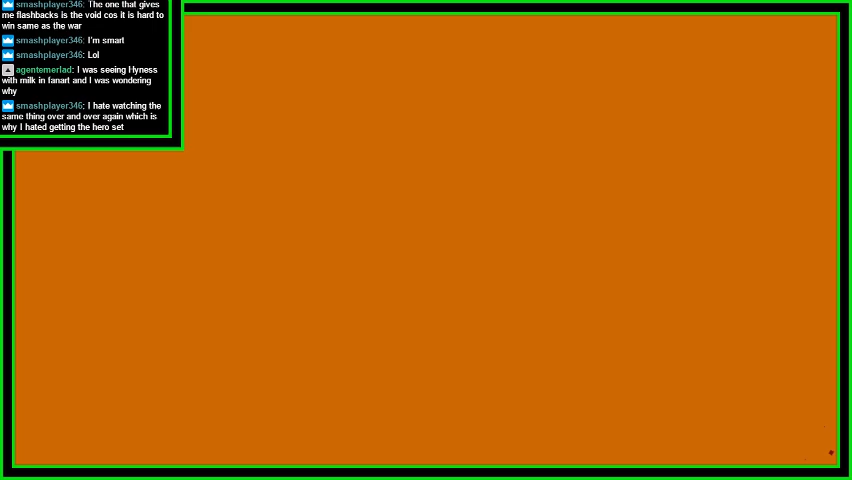 smashplayer346: The one that gives
me flashbacks is the void cos it is hard to
win same as the war
smashplayer346: I'm smart
smashplayer346: Lol
agentemerlad: I was seeing Hyness
with milk in fanart and I was wondering
why
smashplayer346: I hate watching the
same thing over and over again which is
why I hated getting the hero set